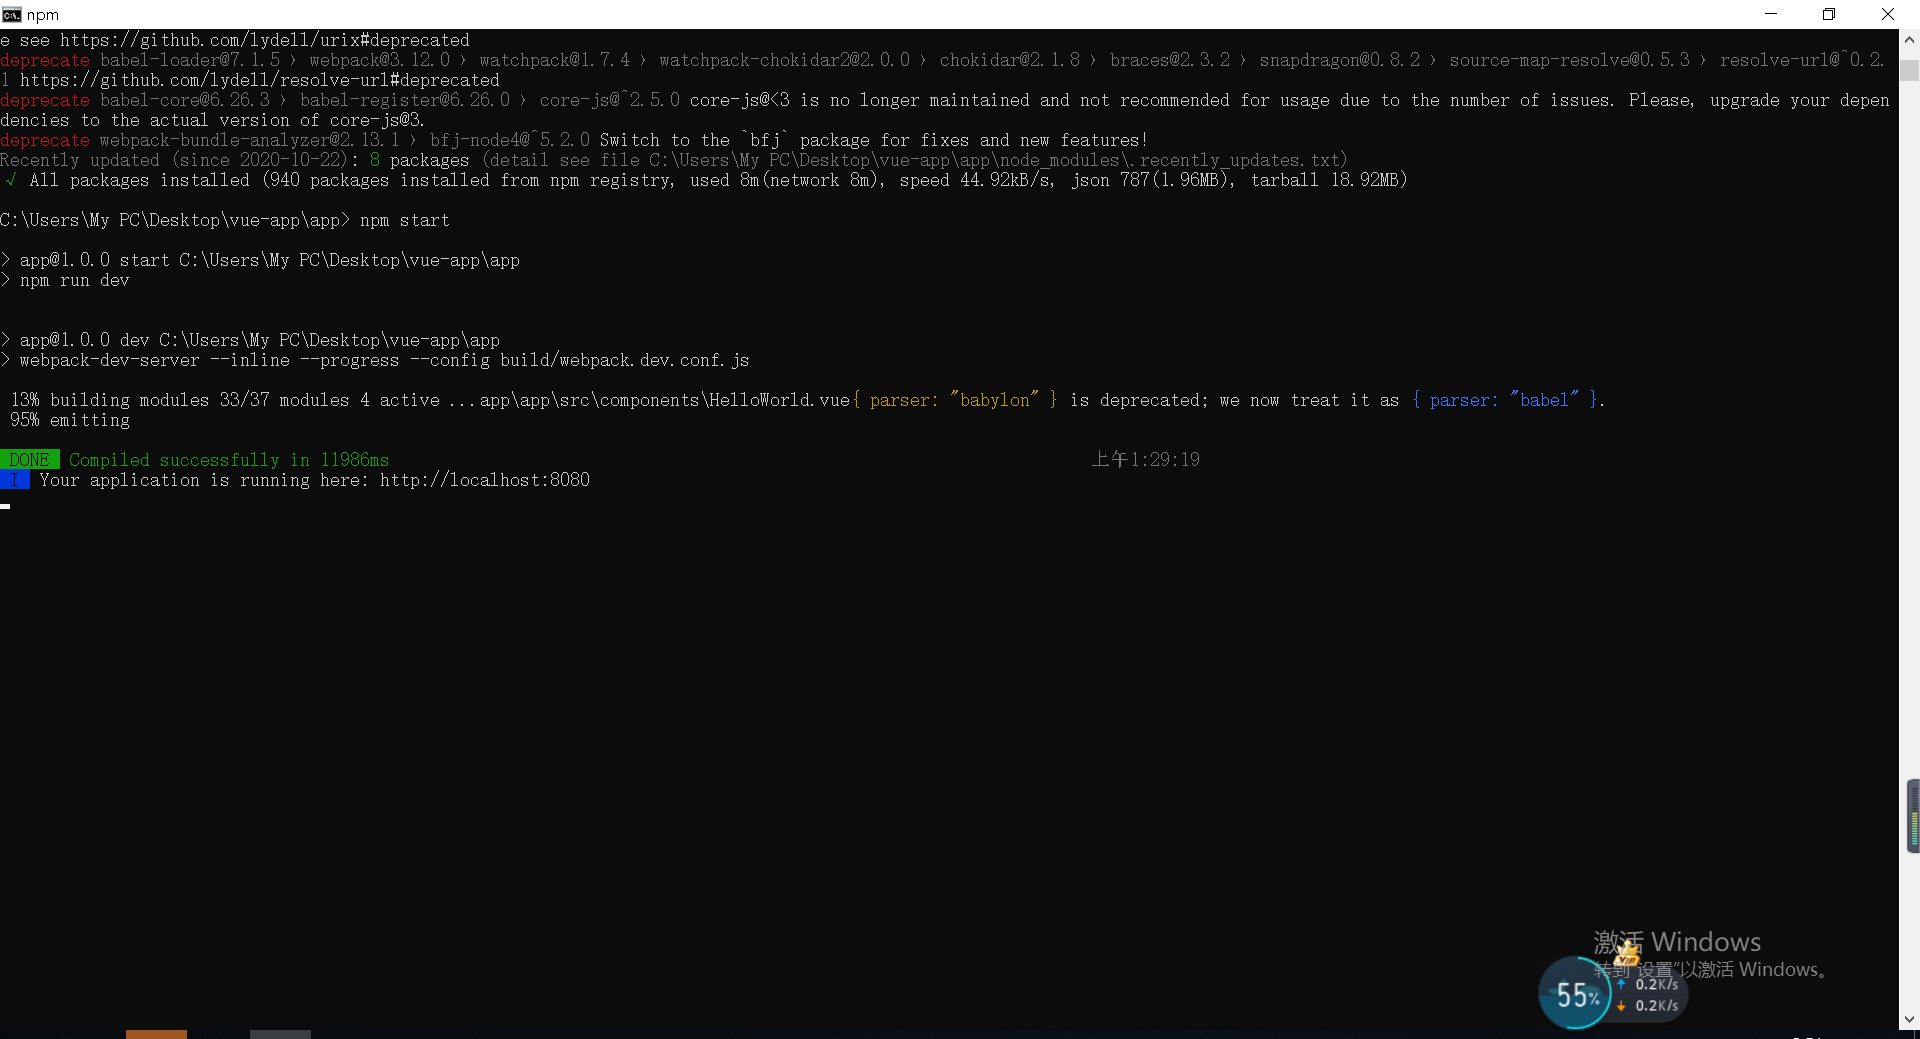 npm
e see https://github.com/lydell/urix#deprecated
deprecate babel-loader@7.1.5 › webpack@3.12.0 › watchpack@1.7.4 › watchpack-chokidar2@2.0.0 › chokidar@2.1.8 › braces@2.3.2 › snapdragon@0.8.2 › source-map-resolve@0.5.3 › resolve-url@^0.2.
1 https://github.com/lydell/resolve-url#deprecated
deprecate babel-core@6.26.3 › babel-register@6.26.0 › core-js@^2.5.0 core-js@<3 is no longer maintained and not recommended for usage due to the number of issues. Please, upgrade your depen
dencies to the actual version of core-js@3.
deprecate webpack-bundle-analyzer@2.13.1 › bfj-node4@^5.2.0 Switch to the `bfj` package for fixes and new features!
Recently updated (since 2020-10-22): 8 packages (detail see file C:\Users\My PC\Desktop\vue-app\app\node_modules\.recently_updates.txt)
√ All packages installed (940 packages installed from npm registry, used 8m(network 8m), speed 44.92kB/s, json 787(1.96MB), tarball 18.92MB)
C:\Users\My PC\Desktop\vue-app\app> npm start
> app@1.0.0 start C:\Users\My PC\Desktop\vue-app\app
> npm run dev
> app@1.0.0 dev C:\Users\My PC\Desktop\vue-app\app
> webpack-dev-server --inline --progress --config build/webpack.dev.conf.js
13% building modules 33/37 modules 4 active ...app\app\src\components\HelloWorld.vue{ parser: "babylon" } is deprecated; we now treat it as { parser: "babel" }.
95% emitting
DONE Compiled successfully in 11986ms 上午1:29:19
I Your application is running here: http://localhost:8080
激活 Windows
转到"设置"以激活 Windows。
VIP
55%
0.2K/s
0.2K/s